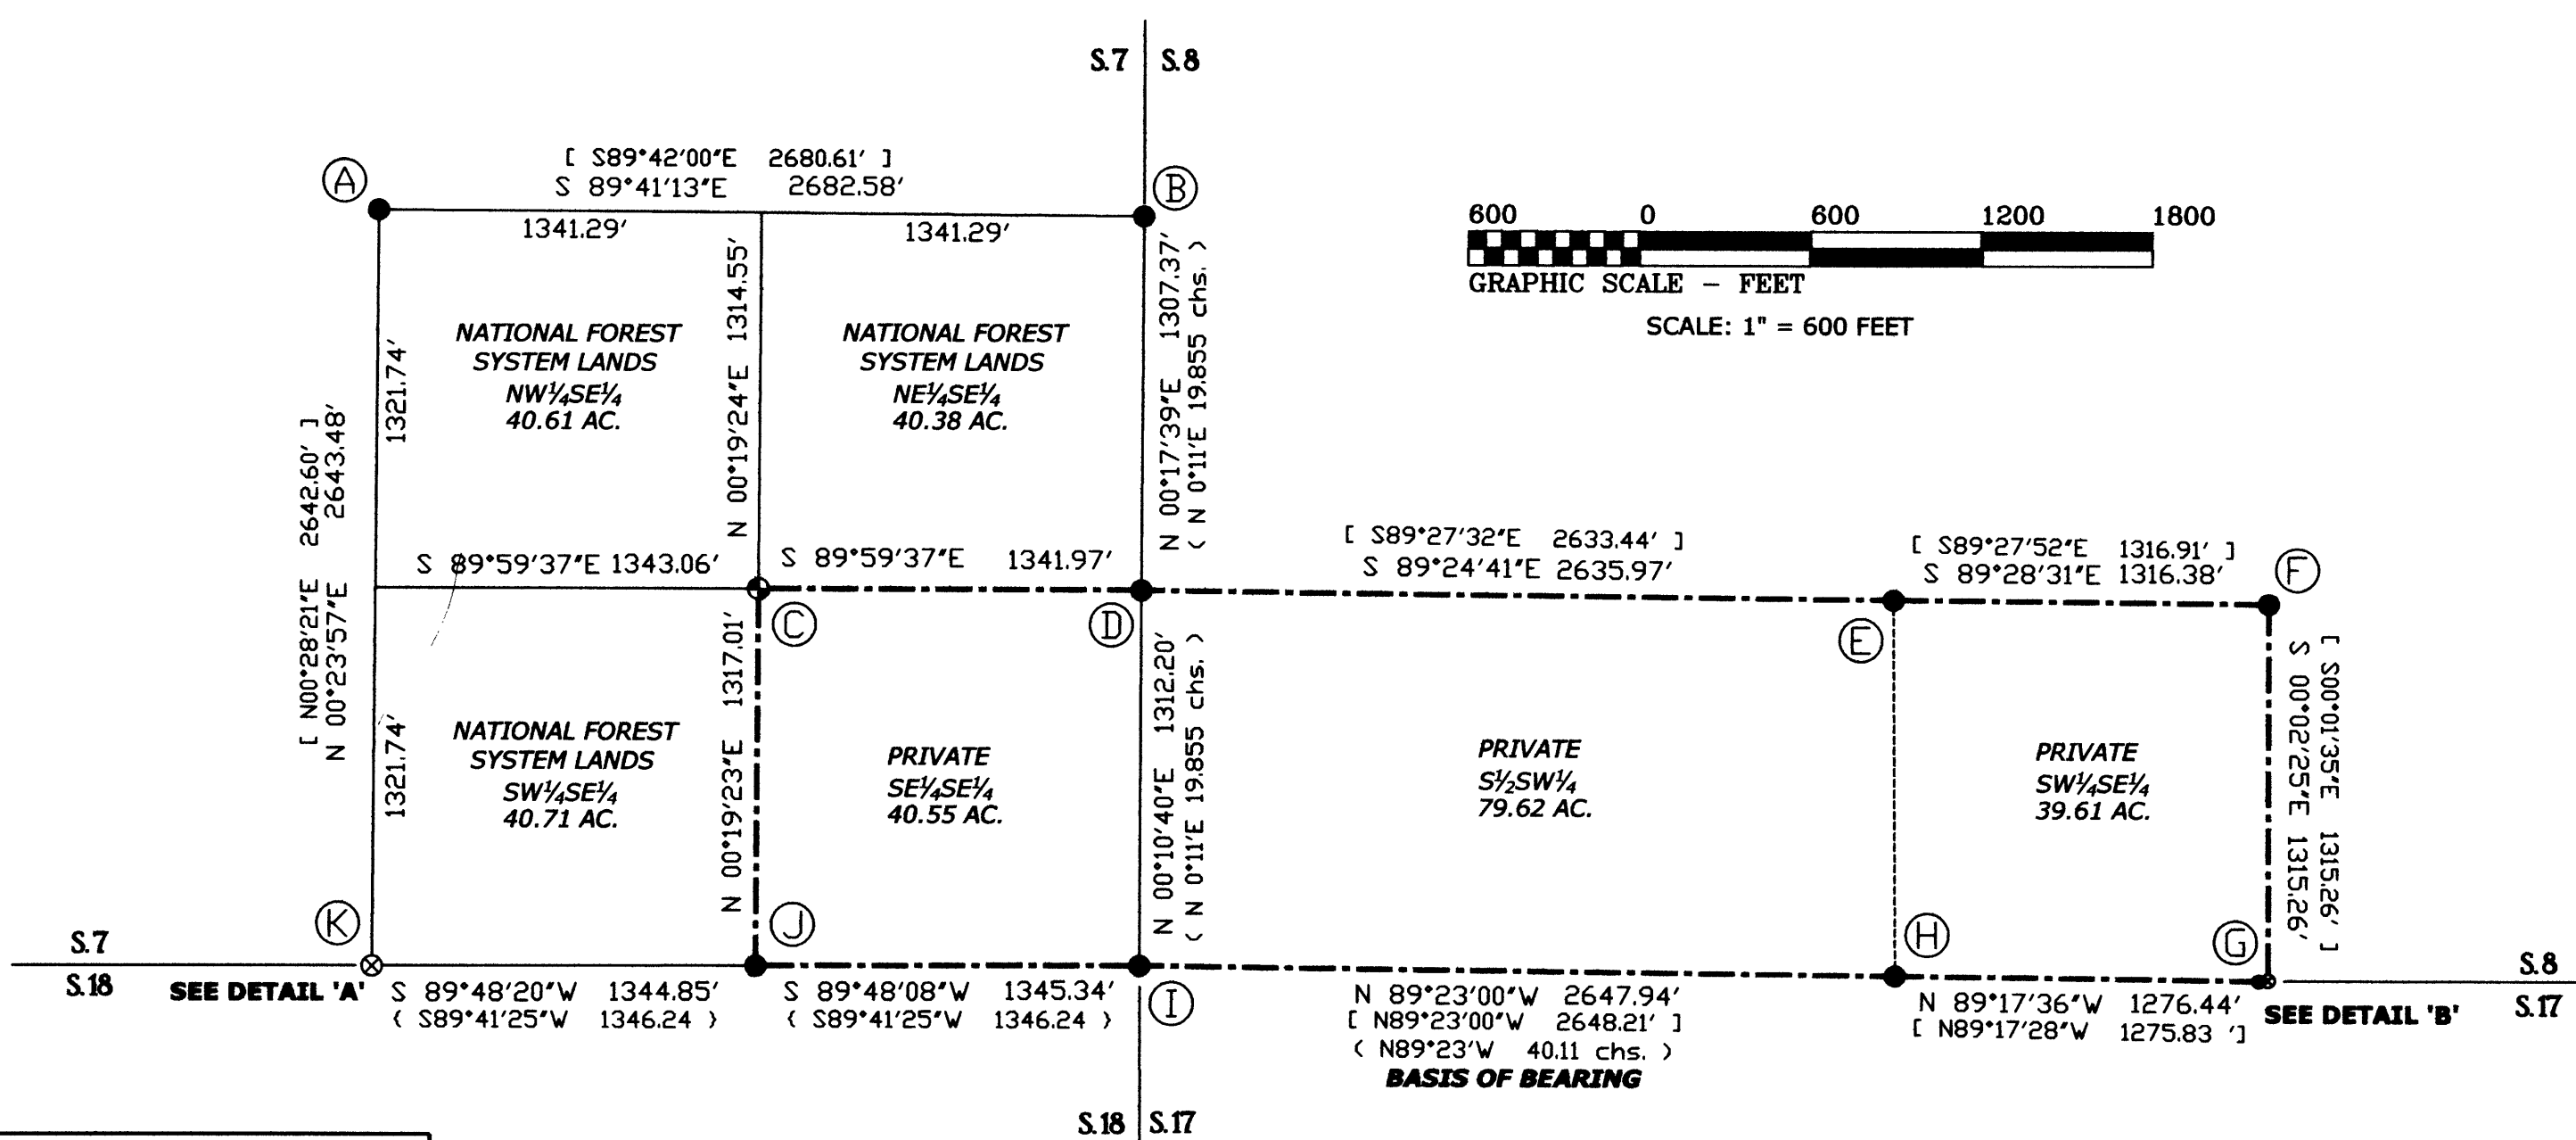 S.7 S.8
[ S89°42'00"E 2680.61' ]
S 89°41'13"E 2682.58'
A
B
1341.29'
1341.29'
600 0 600 1200 1800
GRAPHIC SCALE - FEET
SCALE: 1" = 600 FEET
NATIONAL FOREST
SYSTEM LANDS
NW¼SE¼
40.61 AC.
NATIONAL FOREST
SYSTEM LANDS
NE¼SE¼
40.38 AC.
1321.74'
N 00°19'24"E 1314.55'
N 00°17'39"E 1307.37'
( N 0°11'E 19.855 chs. )
[ N00°28'21"E 2642.60' ]
N 00°23'57"E 2643.48'
S 89°59'37"E 1343.06'
S 89°59'37"E 1341.97'
[ S89°27'32"E 2633.44' ]
S 89°24'41"E 2635.97'
[ S89°27'52"E 1316.91' ]
S 89°28'31"E 1316.38'
C
D
E
F
1321.74'
NATIONAL FOREST
SYSTEM LANDS
SW¼SE¼
40.71 AC.
N 00°19'23"E 1317.01'
PRIVATE
SE¼SE¼
40.55 AC.
N 00°10'40"E 1312.20'
( N 0°11'E 19.855 chs. )
PRIVATE
S½SW¼
79.62 AC.
PRIVATE
SW¼SE¼
39.61 AC.
S 00°02'25"E 1315.26'
[ S00°01'35"E 1315.26' ]
K
J
I
H
G
S.7
S.18
SEE DETAIL 'A'
S 89°48'20"W 1344.85'
( S89°41'25"W 1346.24 )
S 89°48'08"W 1345.34'
( S89°41'25"W 1346.24 )
N 89°23'00"W 2647.94'
[ N89°23'00"W 2648.21' ]
( N89°23'W 40.11 chs. )
BASIS OF BEARING
N 89°17'36"W 1276.44'
[ N89°17'28"W 1275.83 ']
SEE DETAIL 'B'
S.8
S.17
S.18 S.17